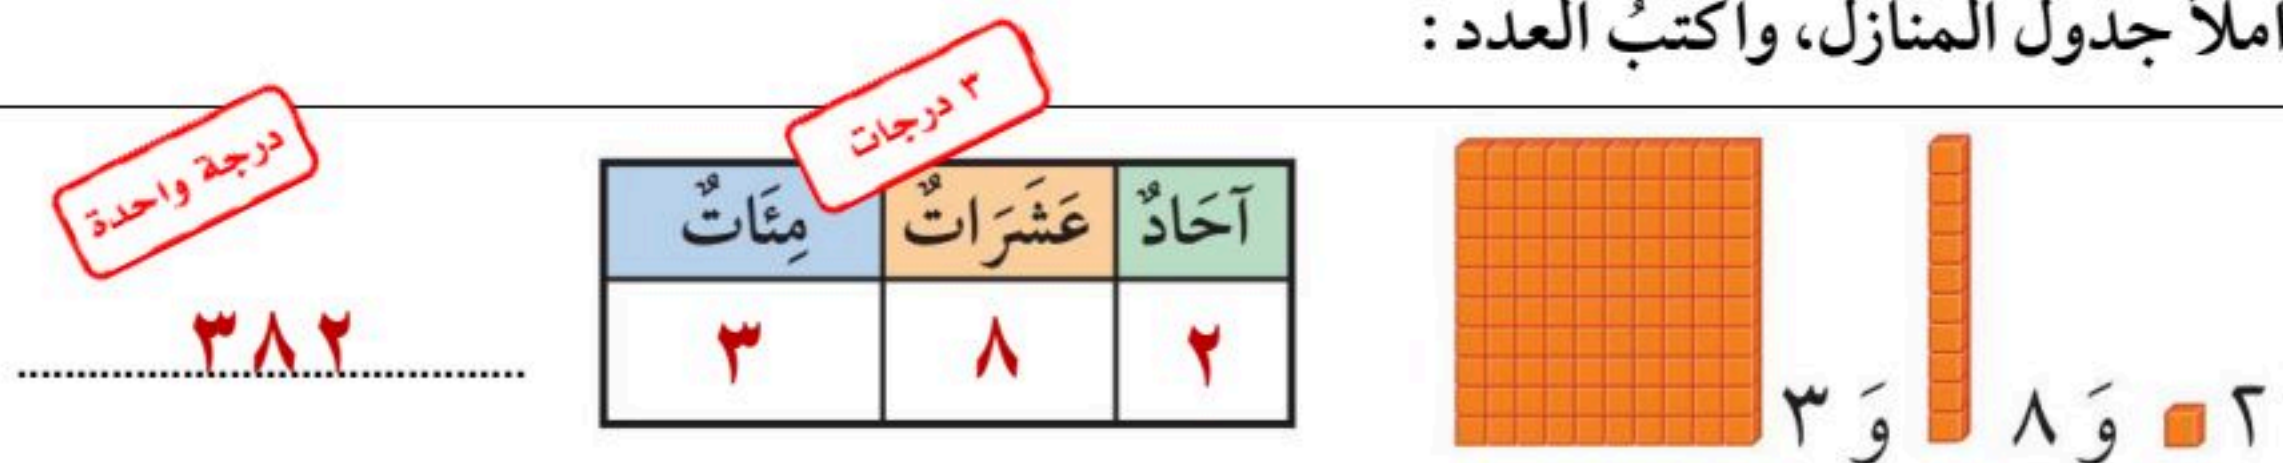 املأ جدول المنازل، واكتبُ العدد :
٣ درجات
درجة واحدة
آحَادٌ عَشَرَاتٌ مِئَاتٌ
٢ ٨ ٣
٣٨٢
٢ وَ ٨ وَ ٣